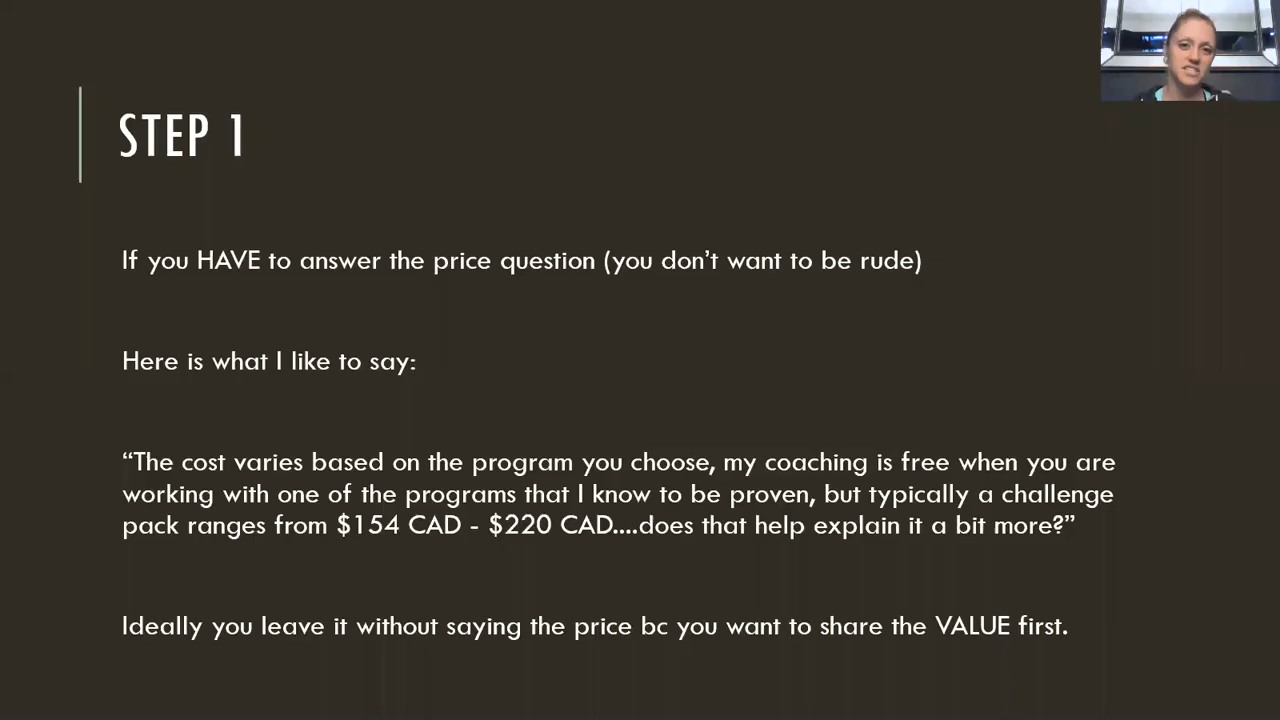 STEP 1
If you HAVE to answer the price question (you don’t want to be rude)
Here is what I like to say:
“The cost varies based on the program you choose, my coaching is free when you are
working with one of the programs that I know to be proven, but typically a challenge
pack ranges from $154 CAD - $220 CAD....does that help explain it a bit more?”
Ideally you leave it without saying the price bc you want to share the VALUE first.